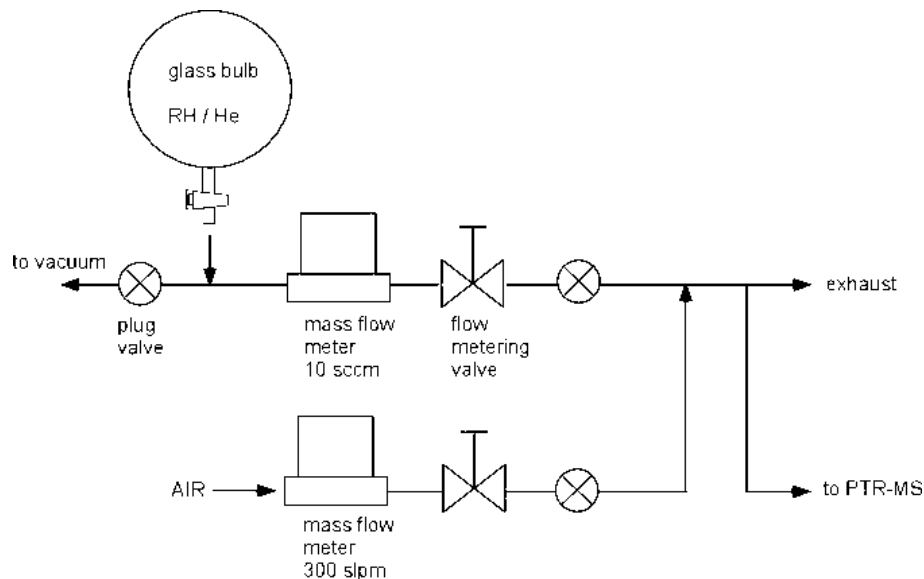 glass bulb
RH / He
to vacuum
plug
valve
mass flow
meter
10 sccm
flow
metering
valve
exhaust
AIR
mass flow
meter
300 slpm
to PTR-MS